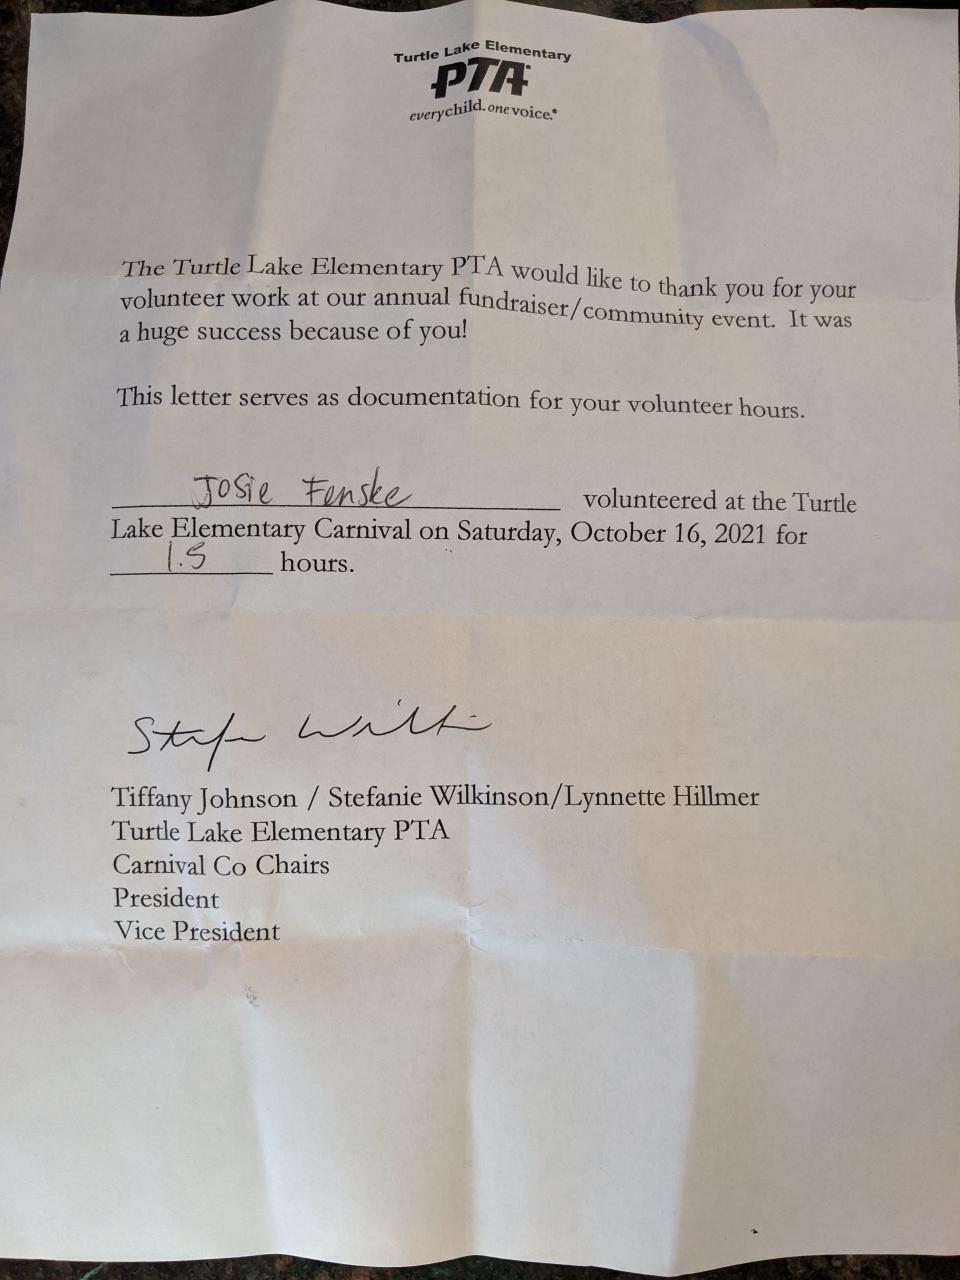 Turtle Lake Elementary
PTA®
everychild.onevoice.®
The Turtle Lake Elementary PTA would like to thank you for your
volunteer work at our annual fundraiser/community event. It was
a huge success because of you!
This letter serves as documentation for your volunteer hours.
Josie Fenske volunteered at the Turtle
Lake Elementary Carnival on Saturday, October 16, 2021 for
1.5 hours.
Tiffany Johnson / Stefanie Wilkinson/Lynnette Hillmer
Turtle Lake Elementary PTA
Carnival Co Chairs
President
Vice President